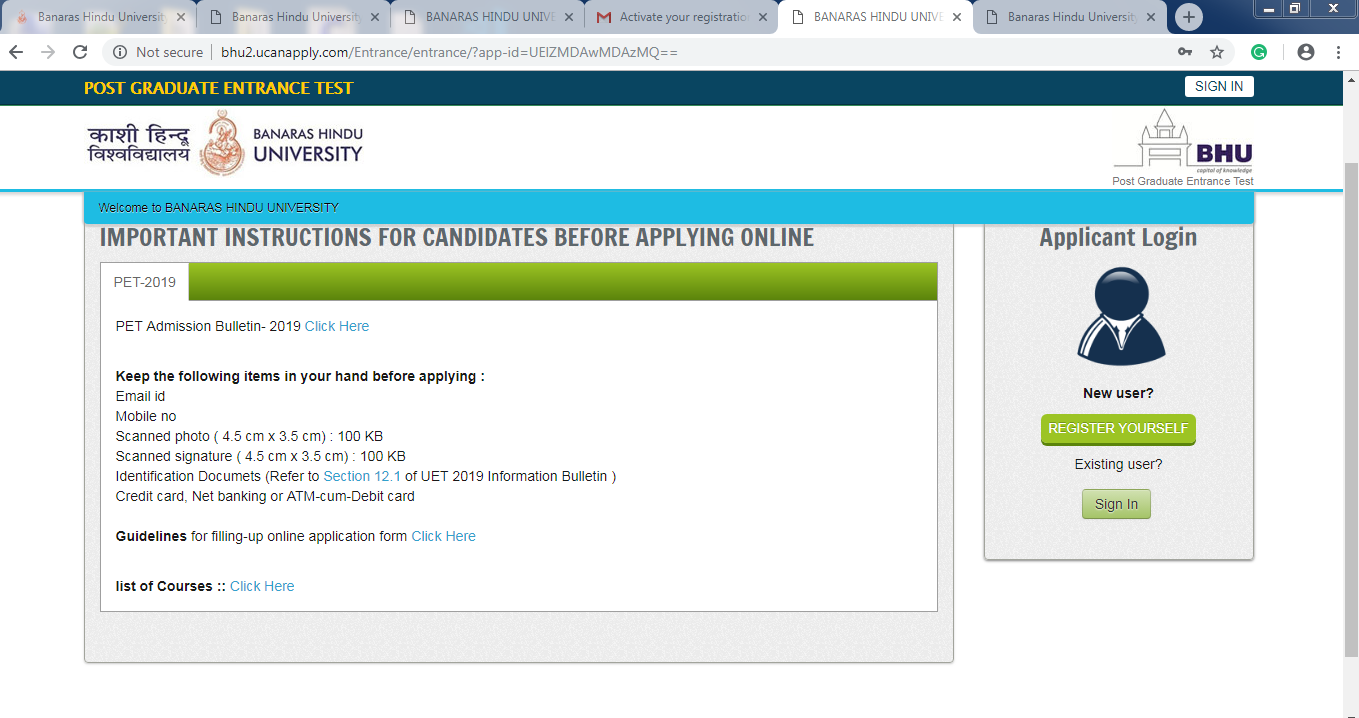 Banaras Hindu University
Banaras Hindu University
BANARAS HINDU UNIVE
Activate your registration
BANARAS HINDU UNIVE
Banaras Hindu University
Not secure
bhu2.ucanapply.com/Entrance/entrance/?app-id=UElZMDAwMDAzMQ==
POST GRADUATE ENTRANCE TEST
SIGN IN
काशी हिन्दू
विश्वविद्यालय
BANARAS HINDU
UNIVERSITY
BHU
capital of knowledge
Post Graduate Entrance Test
Welcome to BANARAS HINDU UNIVERSITY
IMPORTANT INSTRUCTIONS FOR CANDIDATES BEFORE APPLYING ONLINE
PET-2019
PET Admission Bulletin- 2019 Click Here
Keep the following items in your hand before applying :
Email id
Mobile no
Scanned photo ( 4.5 cm x 3.5 cm) : 100 KB
Scanned signature ( 4.5 cm x 3.5 cm) : 100 KB
Identification Documets (Refer to Section 12.1 of UET 2019 Information Bulletin )
Credit card, Net banking or ATM-cum-Debit card
Guidelines for filling-up online application form Click Here
list of Courses :: Click Here
Applicant Login
New user?
REGISTER YOURSELF
Existing user?
Sign In